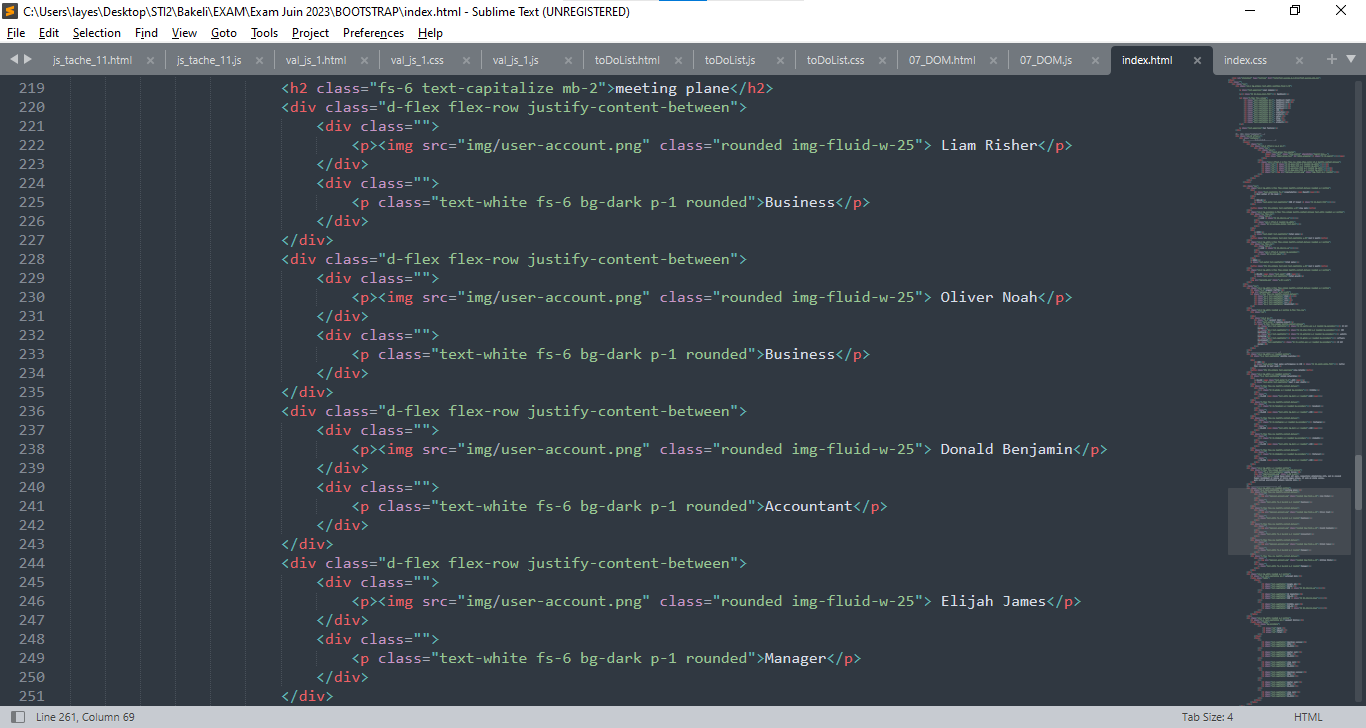 C:\Users\layes\Desktop\STI2\Bakeli\EXAM\Exam Juin 2023\BOOTSTRAP\index.html - Sublime Text (UNREGISTERED)
File Edit Selection Find View Goto Tools Project Preferences Help
js_tache_11.html js_tache_11.js val_js_1.html val_js_1.css val_js_1.js toDoList.html toDoList.js toDoList.css 07_DOM.html 07_DOM.js index.html index.css
219 <h2 class="fs-6 text-capitalize mb-2">meeting plane</h2>
220 <div class="d-flex flex-row justify-content-between">
221 <div class="">
222 <p><img src="img/user-account.png" class="rounded img-fluid-w-25"> Liam Risher</p>
223 </div>
224 <div class="">
225 <p class="text-white fs-6 bg-dark p-1 rounded">Business</p>
226 </div>
227 </div>
228 <div class="d-flex flex-row justify-content-between">
229 <div class="">
230 <p><img src="img/user-account.png" class="rounded img-fluid-w-25"> Oliver Noah</p>
231 </div>
232 <div class="">
233 <p class="text-white fs-6 bg-dark p-1 rounded">Business</p>
234 </div>
235 </div>
236 <div class="d-flex flex-row justify-content-between">
237 <div class="">
238 <p><img src="img/user-account.png" class="rounded img-fluid-w-25"> Donald Benjamin</p>
239 </div>
240 <div class="">
241 <p class="text-white fs-6 bg-dark p-1 rounded">Accountant</p>
242 </div>
243 </div>
244 <div class="d-flex flex-row justify-content-between">
245 <div class="">
246 <p><img src="img/user-account.png" class="rounded img-fluid-w-25"> Elijah James</p>
247 </div>
248 <div class="">
249 <p class="text-white fs-6 bg-dark p-1 rounded">Manager</p>
250 </div>
251 </div>
Line 261, Column 69 Tab Size: 4 HTML